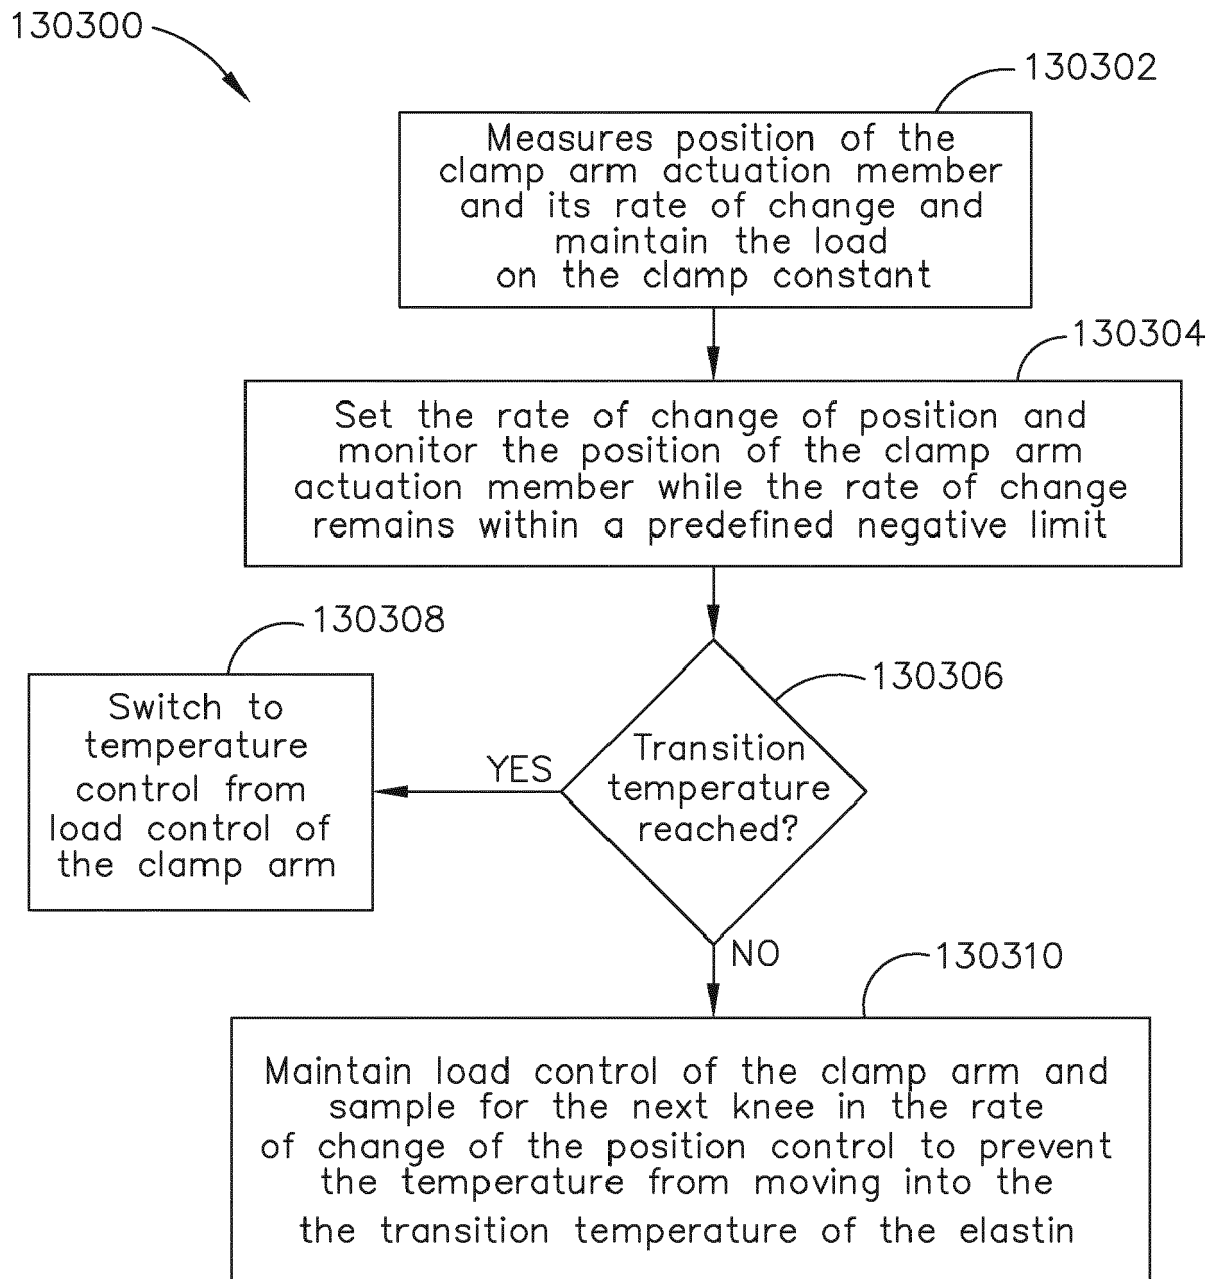 130300
130302
Measures position of the
clamp arm actuation member
and its rate of change and
maintain the load
on the clamp constant
130304
Set the rate of change of position and
monitor the position of the clamp arm
actuation member while the rate of change
remains within a predefined negative limit
130308
130306
Switch to
temperature
control from
load control of
the clamp arm
YES
Transition
temperature
reached?
NO
130310
Maintain load control of the clamp arm and
sample for the next knee in the rate
of change of the position control to prevent
the temperature from moving into the
the transition temperature of the elastin